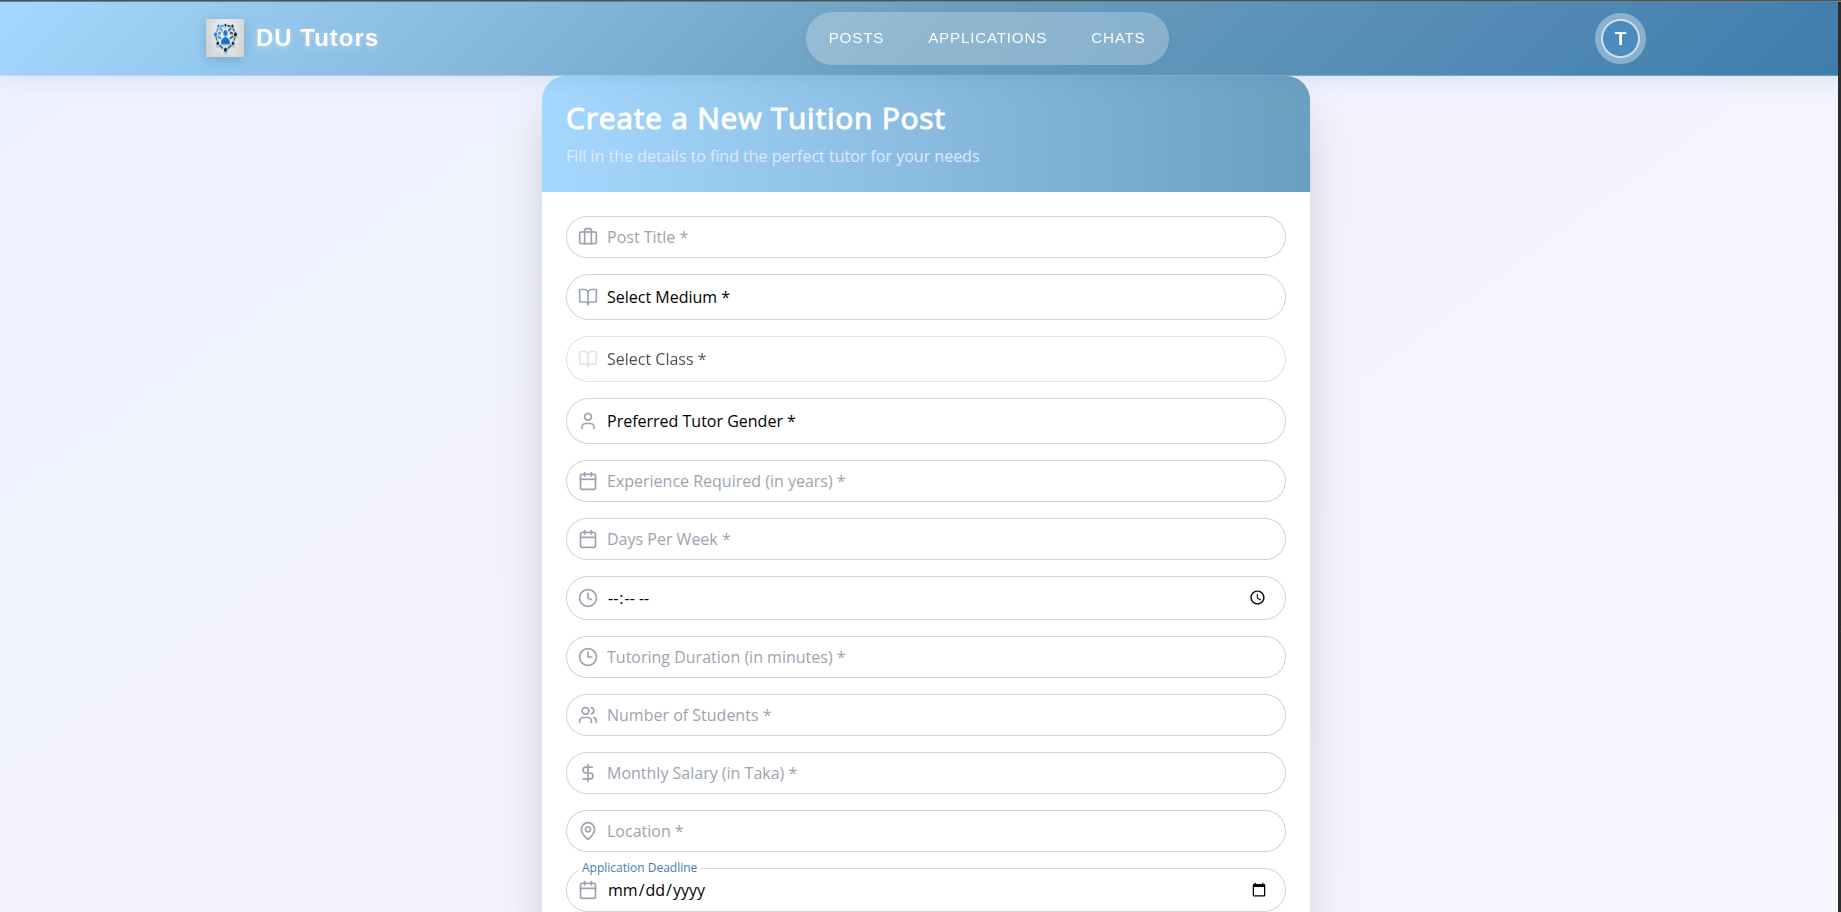 DU Tutors
POSTS APPLICATIONS CHATS
T
Create a New Tuition Post
Fill in the details to find the perfect tutor for your needs
Post Title *
Select Medium *
Select Class *
Preferred Tutor Gender *
Experience Required (in years) *
Days Per Week *
--:-- --
Tutoring Duration (in minutes) *
Number of Students *
Monthly Salary (in Taka) *
Location *
Application Deadline
mm/dd/yyyy